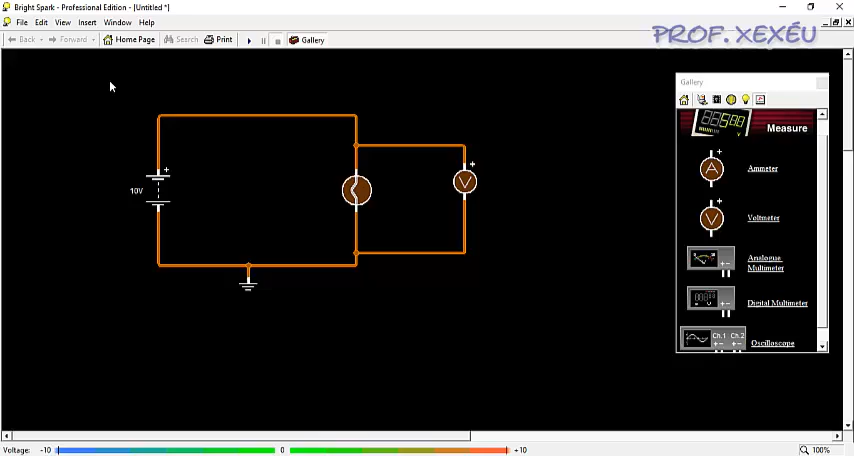 Bright Spark - Professional Edition - [Untitled *]
File Edit View Insert Window Help
PROF. XEXÉU
Back Forward Home Page Search Print Gallery
Gallery
Measure
+
A
Ammeter
+
10V
+
V
+
V
Voltmeter
Analogue
Multimeter
Digital Multimeter
Ch.1 Ch.2
Oscilloscope
Voltage: -10 0 +10
100%